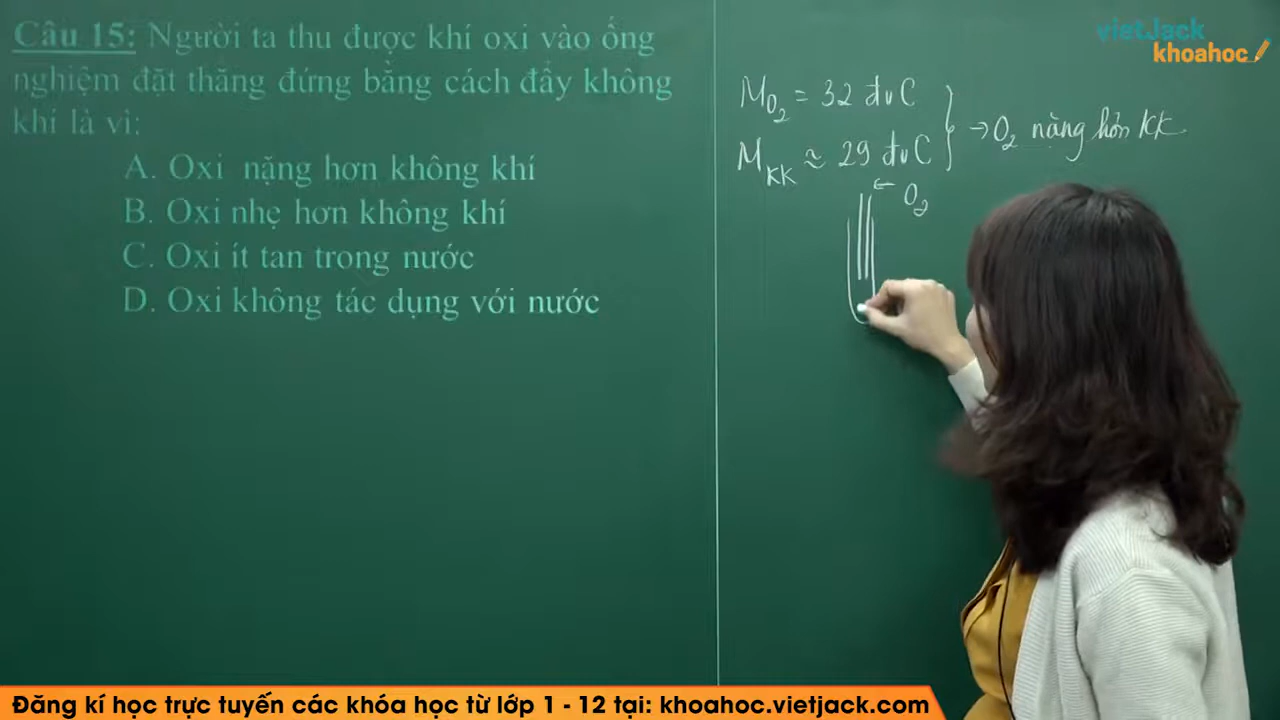 Câu 15: Người ta thu được khí oxi vào ống
nghiệm đặt thẳng đứng bằng cách đẩy không
khí là vì:
A. Oxi nặng hơn không khí
B. Oxi nhẹ hơn không khí
C. Oxi ít tan trong nước
D. Oxi không tác dụng với nước
M_O2 = 32 đvC
M_KK ≈ 29 đvC
→ O2 nặng hơn KK
← O2
vietJack
khoahoc
Đăng kí học trực tuyến các khóa học từ lớp 1 - 12 tại: khoahoc.vietjack.com